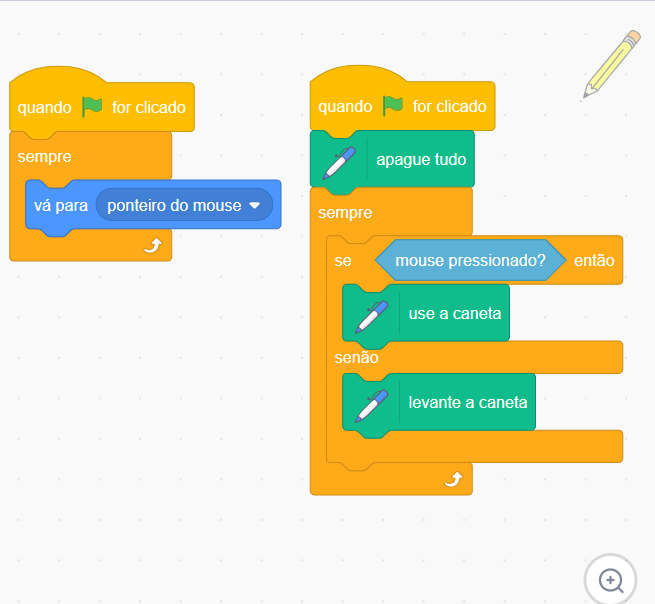 quando for clicado
sempre
vá para ponteiro do mouse
quando for clicado
apague tudo
sempre
se mouse pressionado? então
use a caneta
senão
levante a caneta